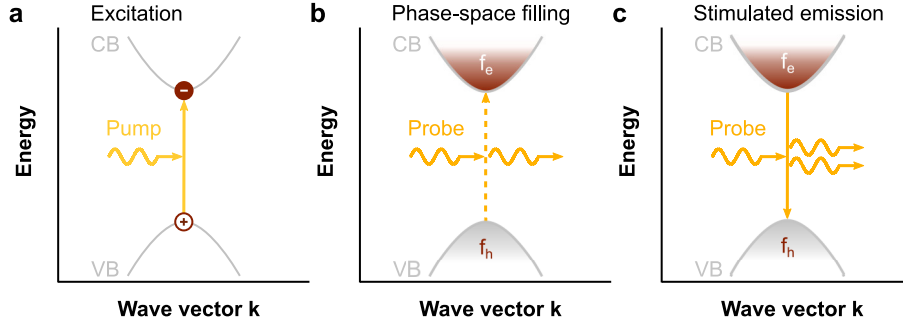 a Excitation
CB
−
Pump
+
VB
Energy
Wave vector k
b Phase-space filling
CB
fe
Probe
fh
VB
Energy
Wave vector k
c Stimulated emission
CB
fe
Probe
fh
VB
Energy
Wave vector k